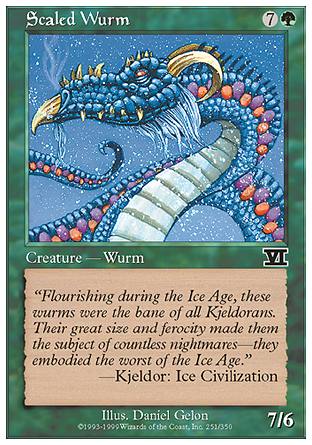 Scaled Wurm 7
Creature — Wurm VI
“Flourishing during the Ice Age, these
wurms were the bane of all Kjeldorans.
Their great size and ferocity made them
the subject of countless nightmares—they
embodied the worst of the Ice Age.”
—Kjeldor: Ice Civilization
Illus. Daniel Gelon
©1993-1999 Wizards of the Coast, Inc. 251/350
7/6